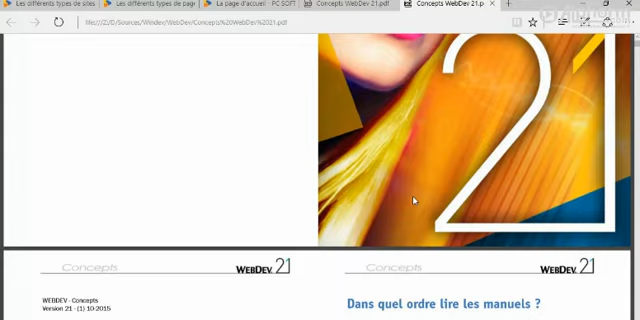 Les différents types de sites
Les différents types de page
La page d'accueil
PC SOFT
Concepts WebDev 21.pdf
Concepts WebDev 21.pdf
file:///Z:/D/Sources/Windev/WebDev/Concepts%20WebDev%2021.pdf
21
Concepts
WEBDEV 21
Concepts
WEBDEV 21
WEBDEV - Concepts
Version 21 - (1) 10-2015
Dans quel ordre lire les manuels ?